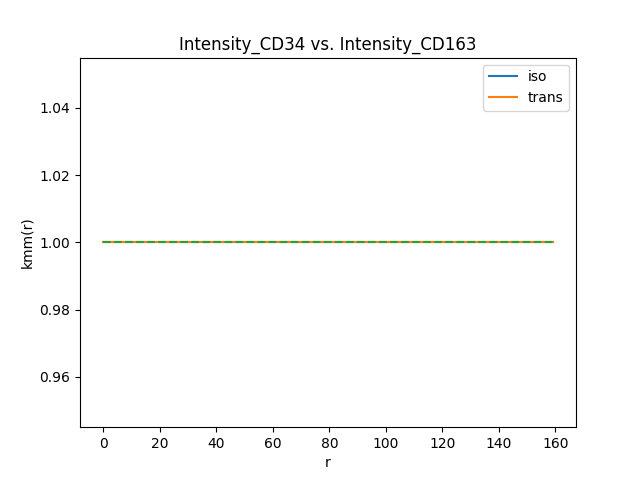 Intensity_CD34 vs. Intensity_CD163
iso
trans
1.04
1.02
1.00
0.98
0.96
kmm(r)
0 20 40 60 80 100 120 140 160
r